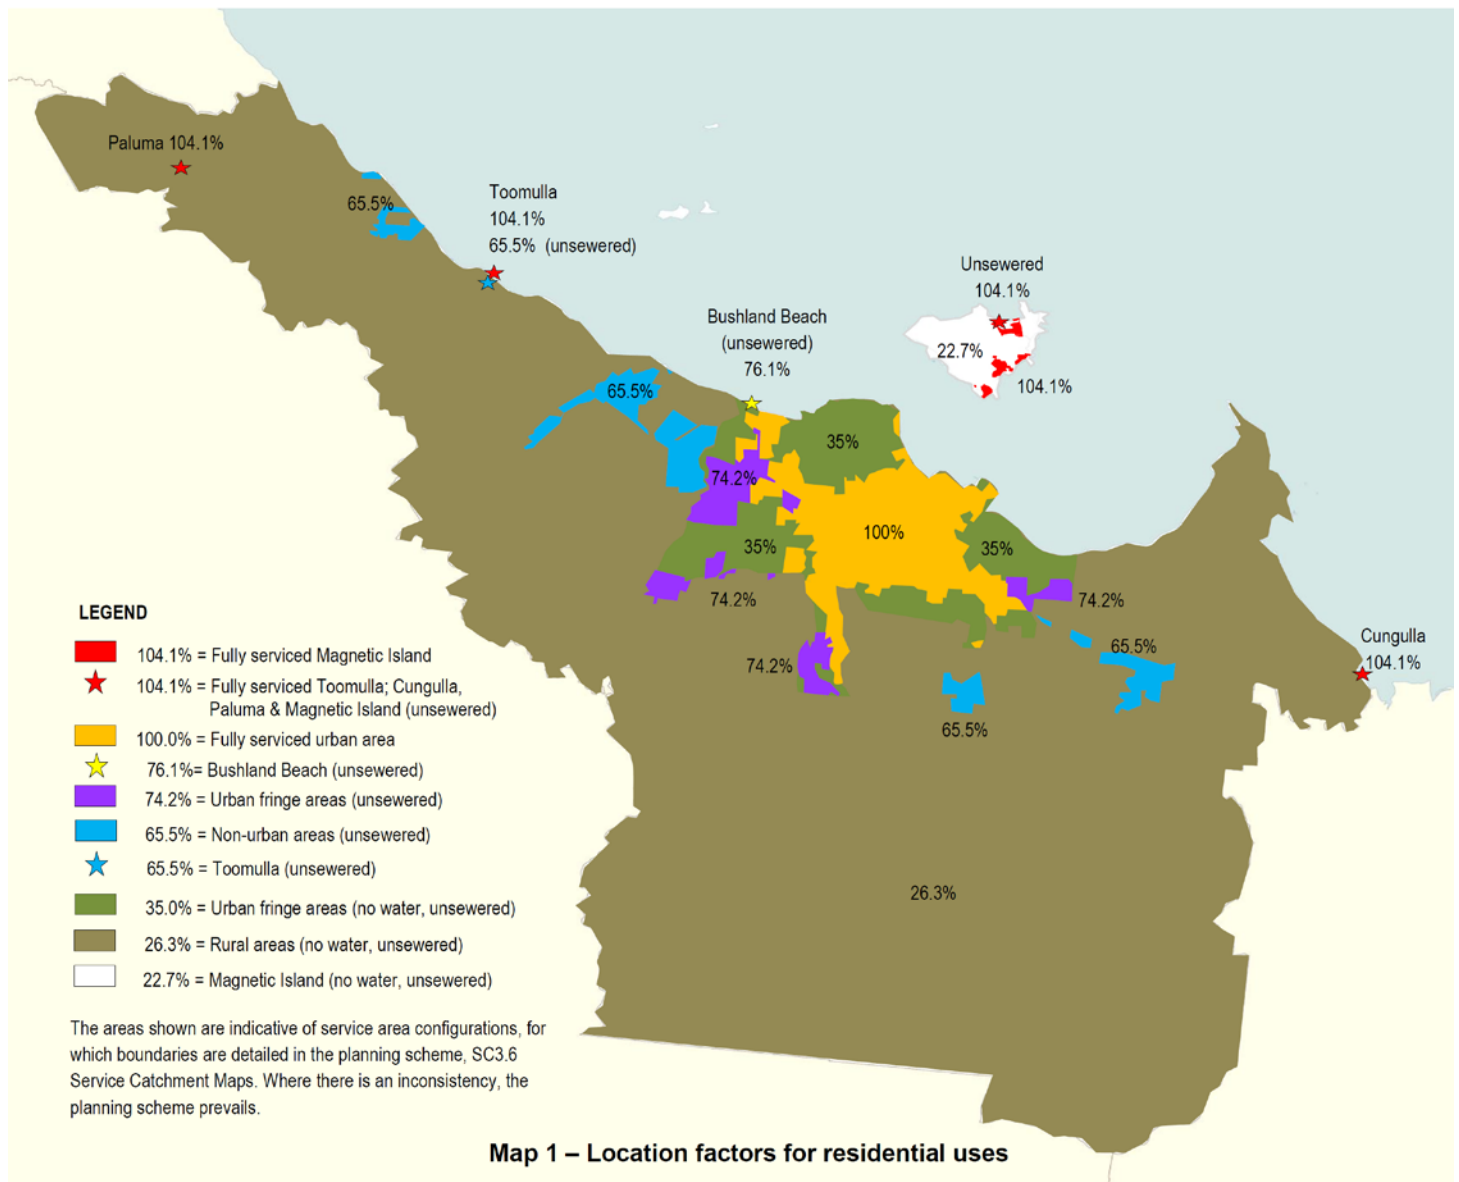 Paluma 104.1%
65.5%
Toomulla
104.1%
65.5% (unsewered)
Unsewered
104.1%
22.7%
104.1%
Bushland Beach
(unsewered)
76.1%
65.5%
35%
74.2%
100%
35%
35%
74.2%
74.2%
74.2%
65.5%
65.5%
Cungulla
104.1%
26.3%
LEGEND
104.1% = Fully serviced Magnetic Island
104.1% = Fully serviced Toomulla; Cungulla,
Paluma & Magnetic Island (unsewered)
100.0% = Fully serviced urban area
76.1%= Bushland Beach (unsewered)
74.2% = Urban fringe areas (unsewered)
65.5% = Non-urban areas (unsewered)
65.5% = Toomulla (unsewered)
35.0% = Urban fringe areas (no water, unsewered)
26.3% = Rural areas (no water, unsewered)
22.7% = Magnetic Island (no water, unsewered)
The areas shown are indicative of service area configurations, for
which boundaries are detailed in the planning scheme, SC3.6
Service Catchment Maps. Where there is an inconsistency, the
planning scheme prevails.
Map 1 – Location factors for residential uses